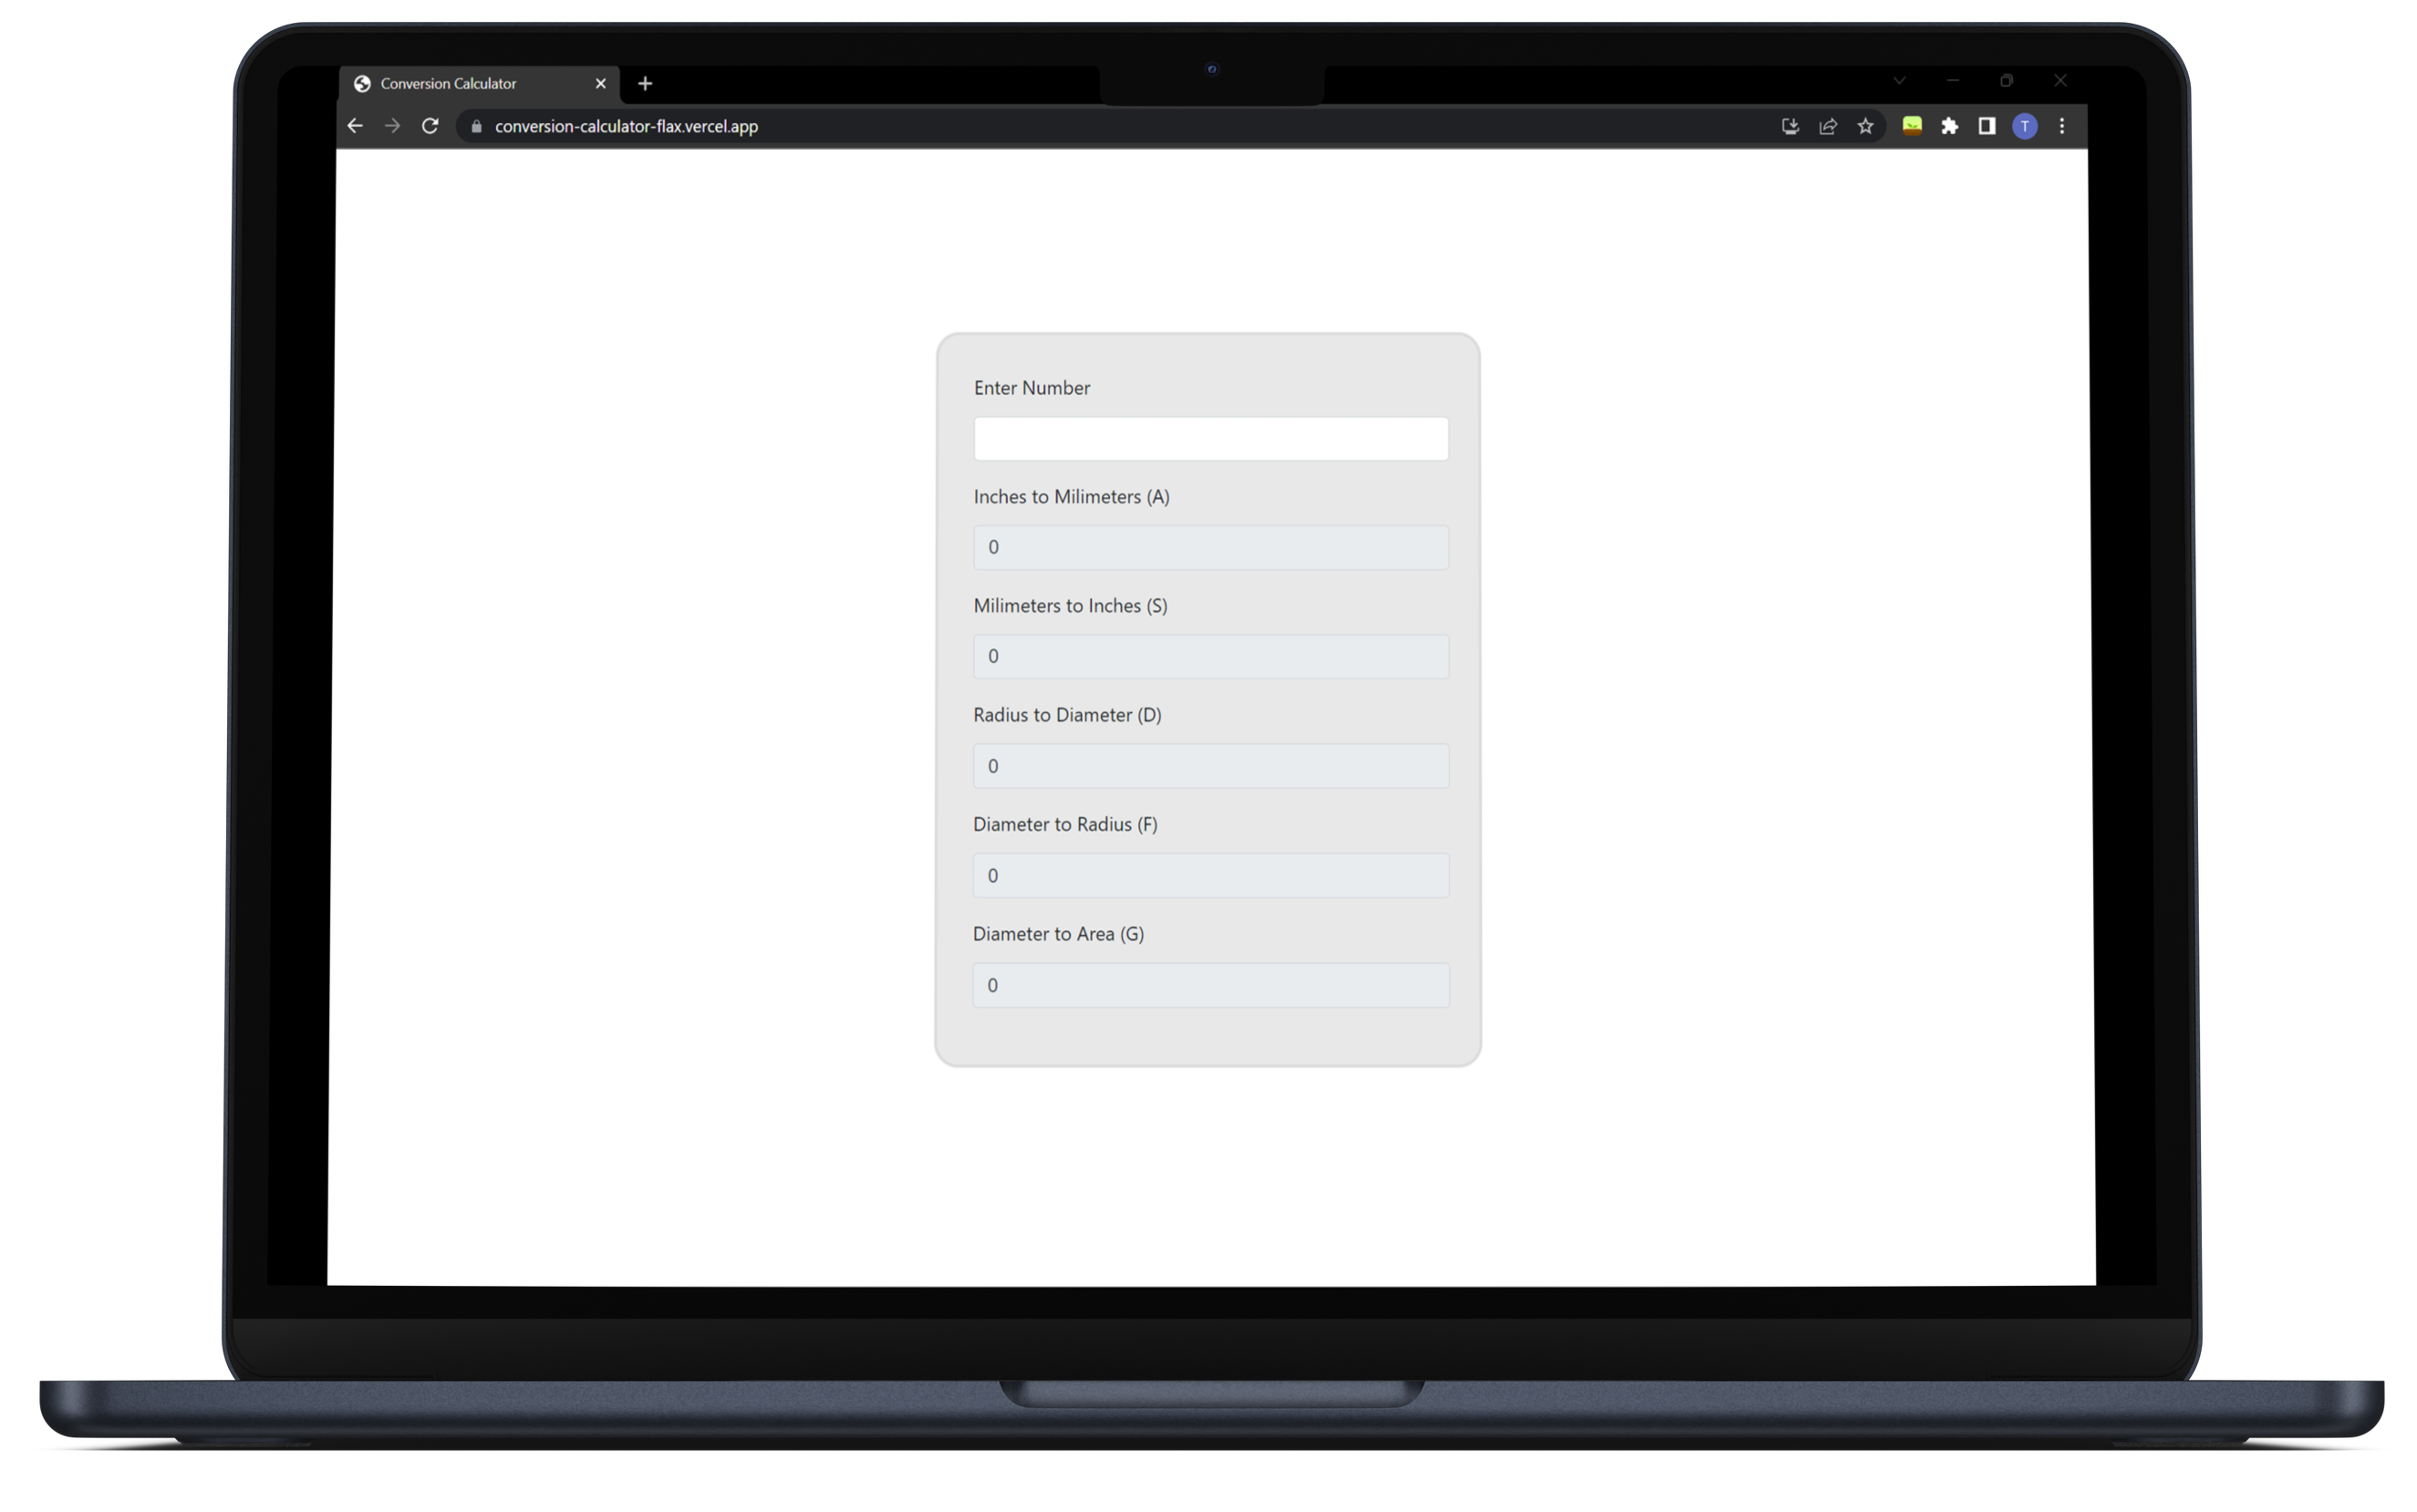 Conversion Calculator
conversion-calculator-flax.vercel.app
T
Enter Number
Inches to Milimeters (A)
0
Milimeters to Inches (S)
0
Radius to Diameter (D)
0
Diameter to Radius (F)
0
Diameter to Area (G)
0